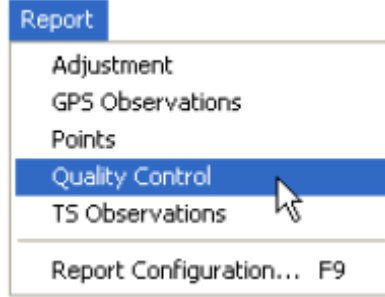 Report
Adjustment
GPS Observations
Points
Quality Control
TS Observations
Report Configuration... F9